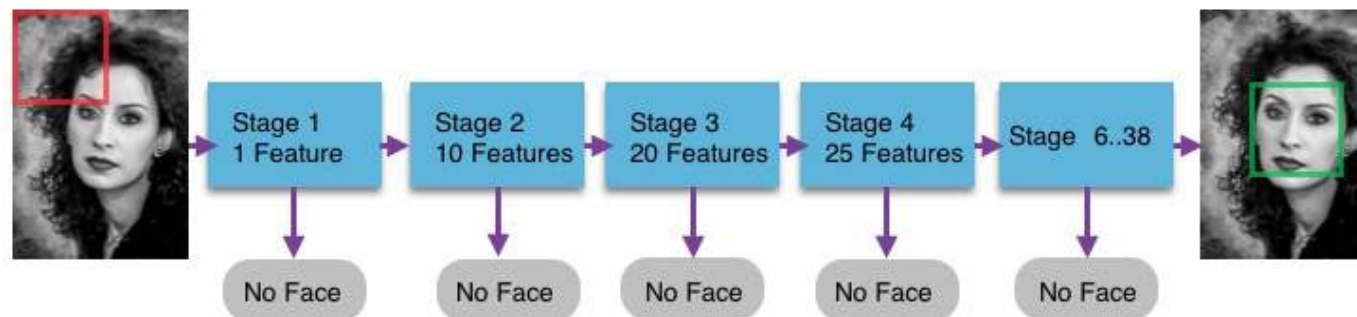 Stage 1
1 Feature
Stage 2
10 Features
Stage 3
20 Features
Stage 4
25 Features
Stage 6..38
No Face
No Face
No Face
No Face
No Face